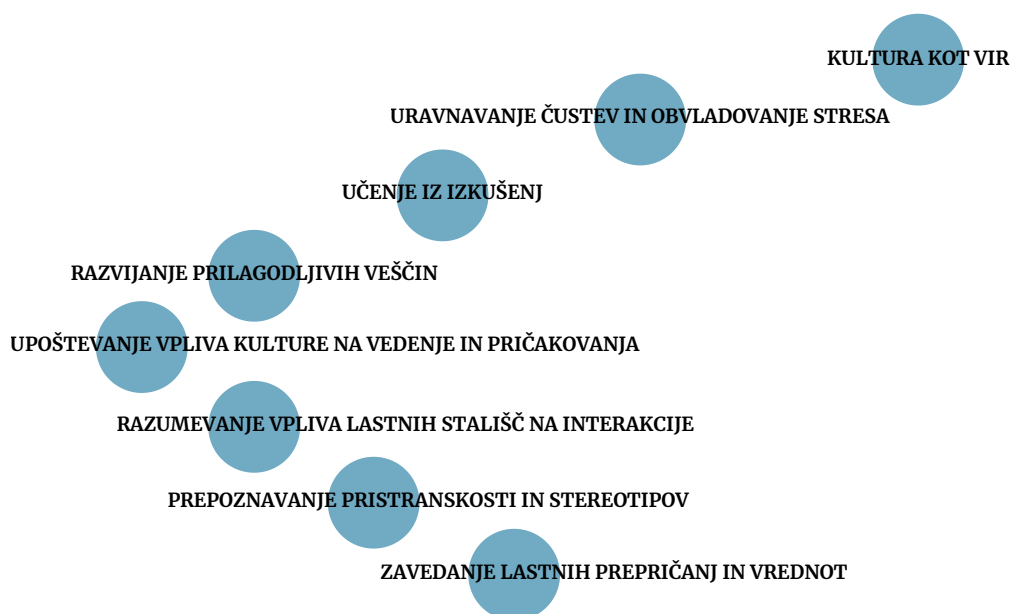 KULTURA KOT VIR
URAVNAVANJE ČUSTEV IN OBVLADOVANJE STRESA
UČENJE IZ IZKUŠENJ
RAZVIJANJE PRILAGODLJIVIH VEŠČIN
UPOŠTEVANJE VPLIVA KULTURE NA VEDENJE IN PRIČAKOVANJA
RAZUMEVANJE VPLIVA LASTNIH STALIŠČ NA INTERAKCIJE
PREPOZNAVANJE PRISTRANSKOSTI IN STEREOTIPOV
ZAVEDANJE LASTNIH PREPRIČANJ IN VREDNOT